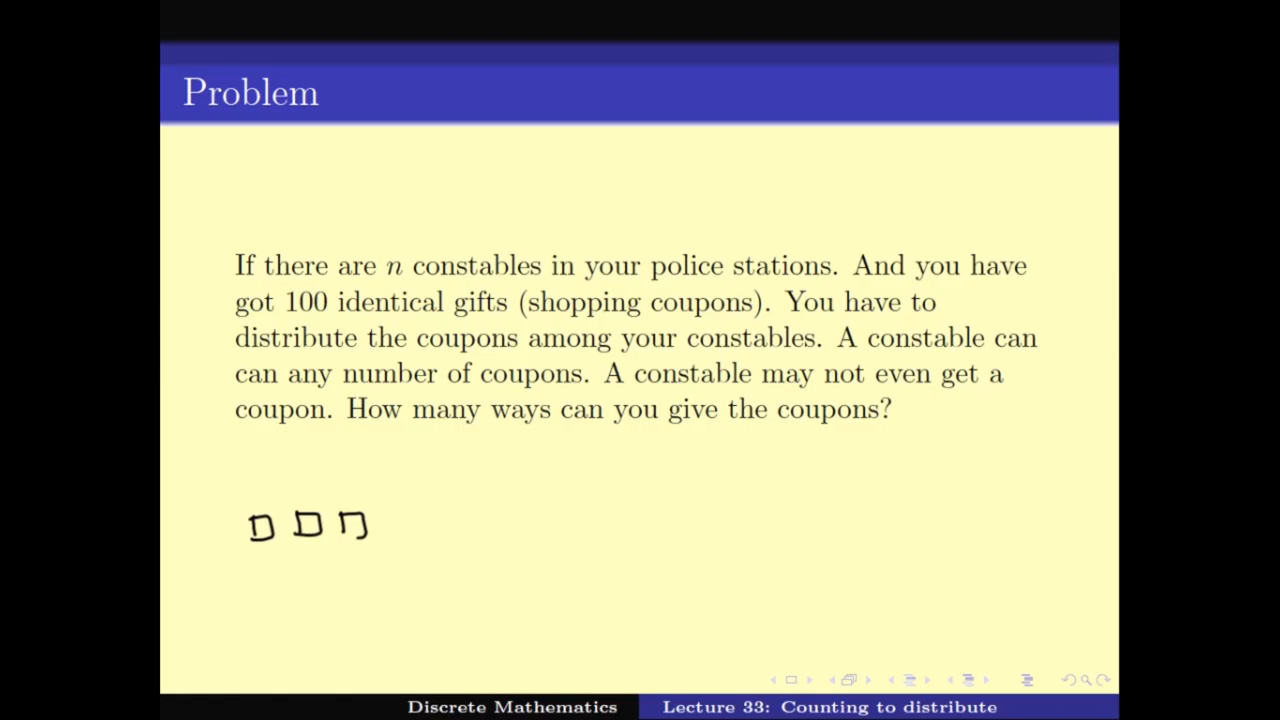 Problem
If there are n constables in your police stations. And you have
got 100 identical gifts (shopping coupons). You have to
distribute the coupons among your constables. A constable can
can any number of coupons. A constable may not even get a
coupon. How many ways can you give the coupons?
Discrete Mathematics
Lecture 33: Counting to distribute